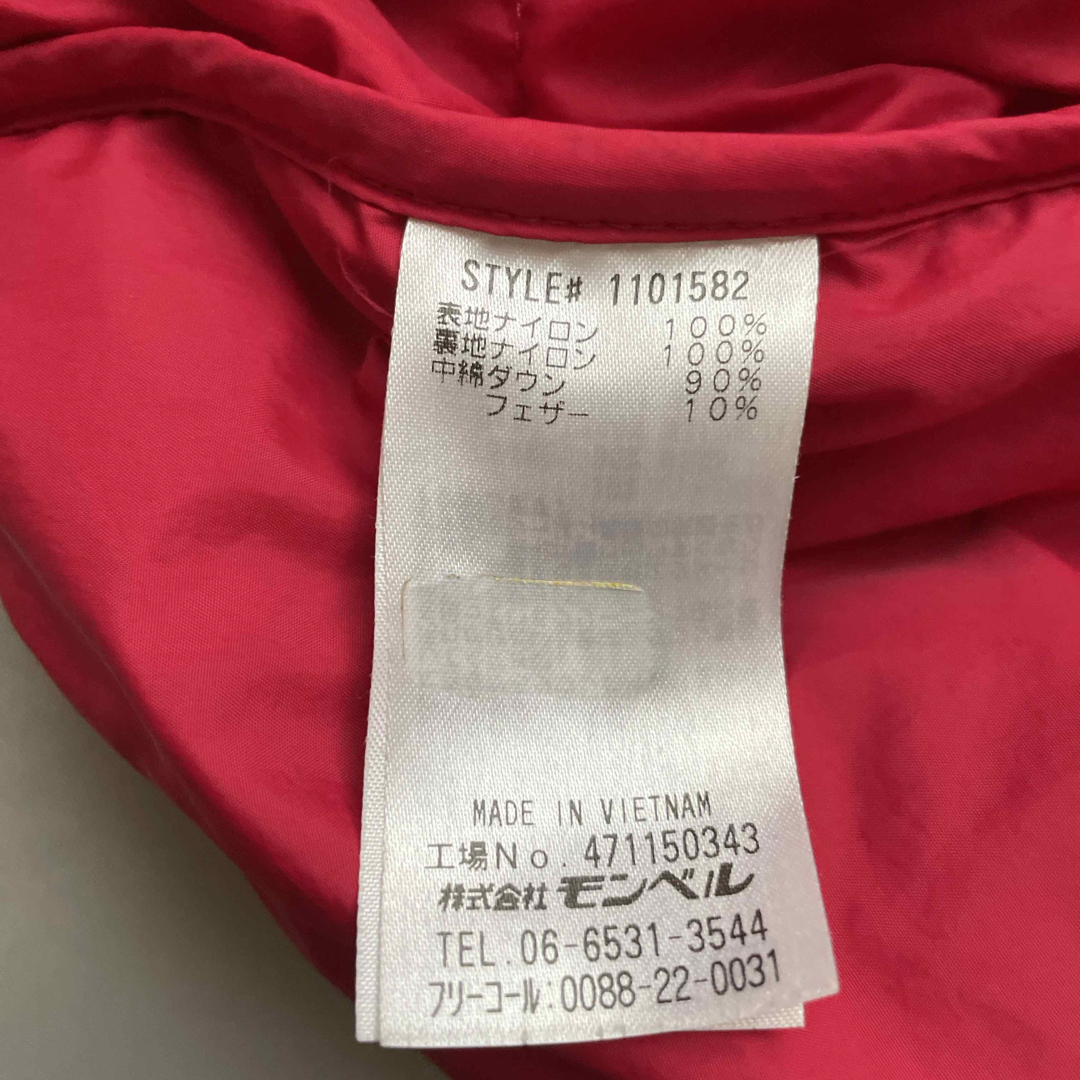 STYLE# 1101582
表地ナイロン 100%
裏地ナイロン 100%
中綿ダウン 90%
フェザー 10%
MADE IN VIETNAM
工場No. 471150343
株式会社 モンベル
TEL.06-6531-3544
フリーコール:0088-22-0031